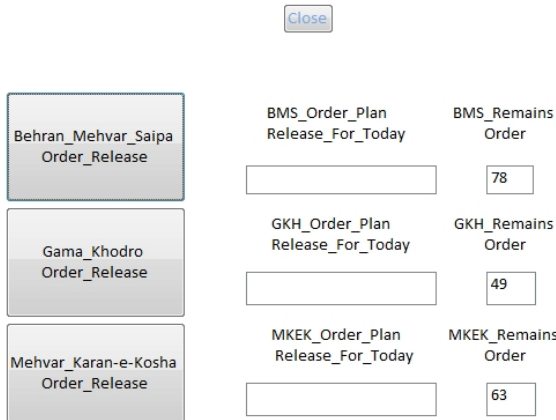 Close
Behran_Mehvar_Saipa
Order_Release
BMS_Order_Plan
Release_For_Today
BMS_Remains
Order
78
Gama_Khodro
Order_Release
GKH_Order_Plan
Release_For_Today
GKH_Remains
Order
49
Mehvar_Karan-e-Kosha
Order_Release
MKEK_Order_Plan
Release_For_Today
MKEK_Remains
Order
63